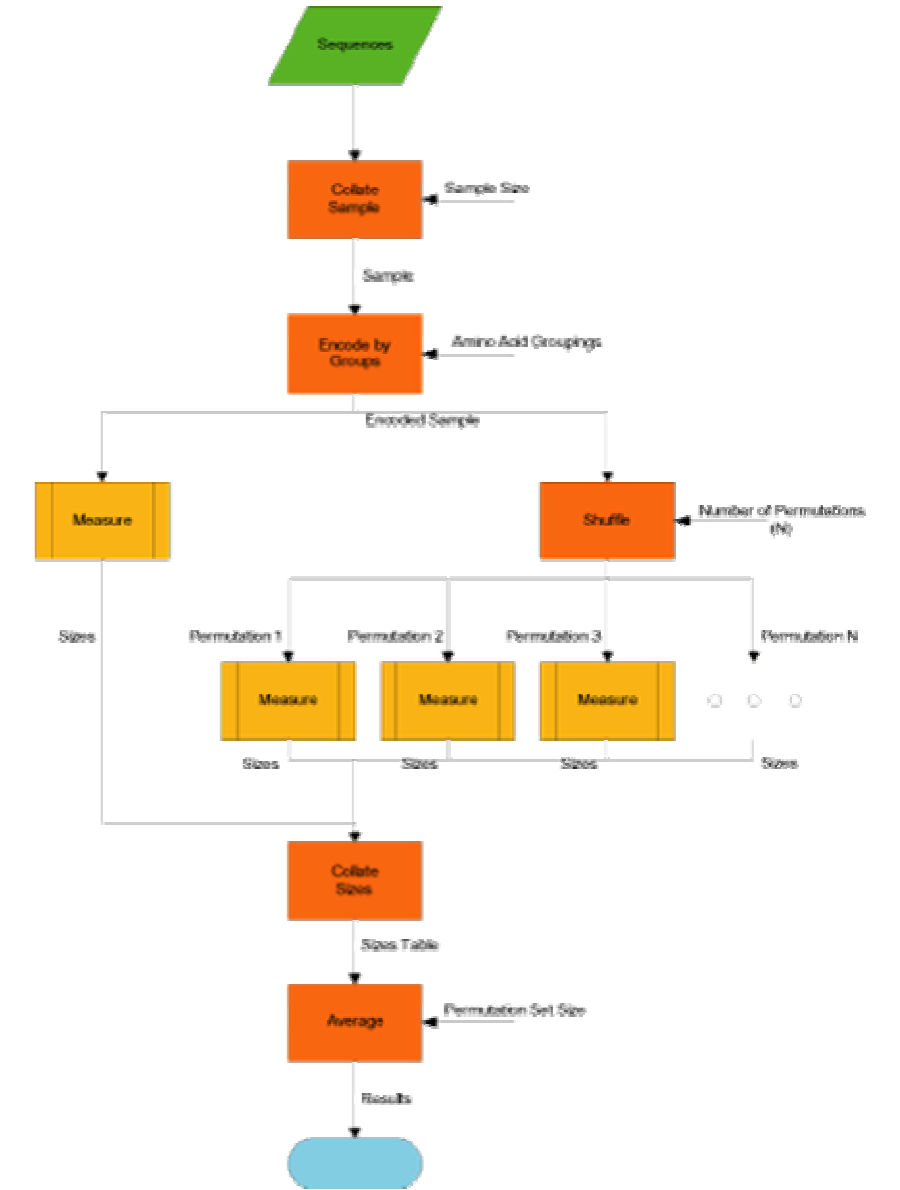 Sequences
Collate
Sample
Sample Size
Sample
Encode by
Groups
Amino Acid Groupings
Encoded Sample
Measure
Shuffle
Number of Permutations
(N)
Sizes
Permutation 1
Permutation 2
Permutation 3
Permutation N
Measure
Measure
Measure
Sizes
Sizes
Sizes
Sizes
Collate
Sizes
Sizes Table
Average
Permutation Set Size
Results